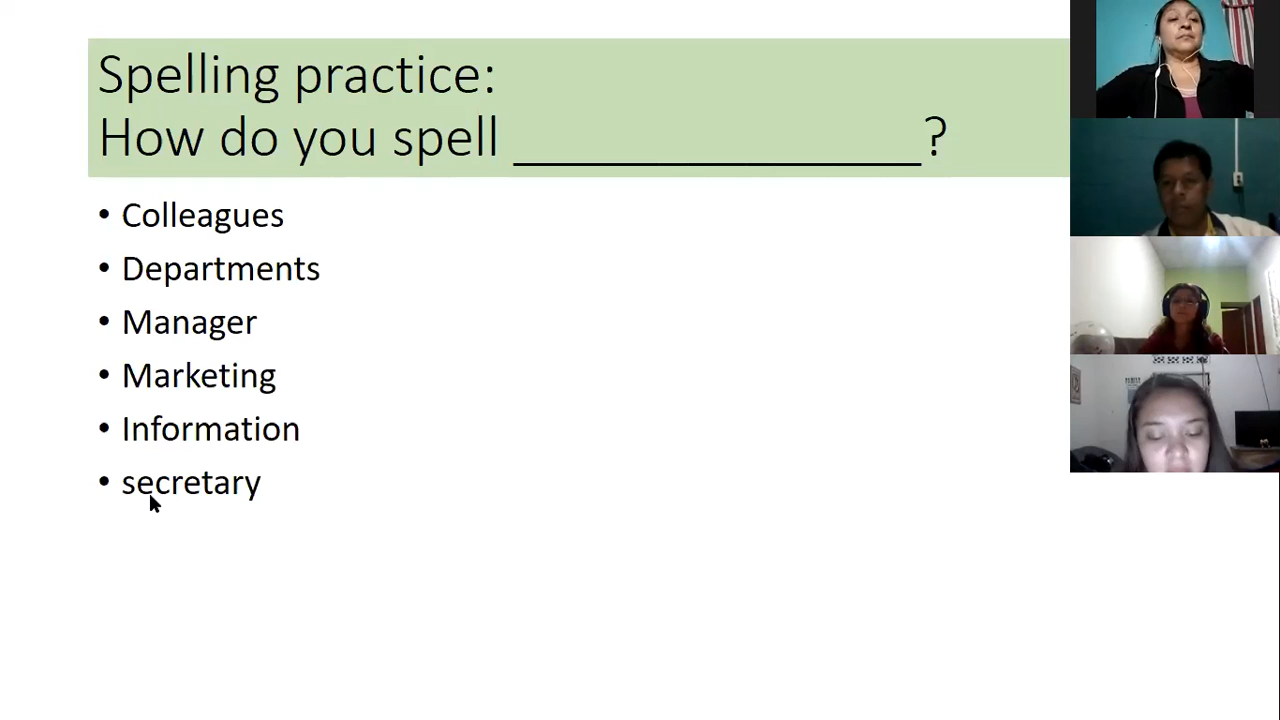 Spelling practice:
How do you spell ________________?
• Colleagues
• Departments
• Manager
• Marketing
• Information
• secretary